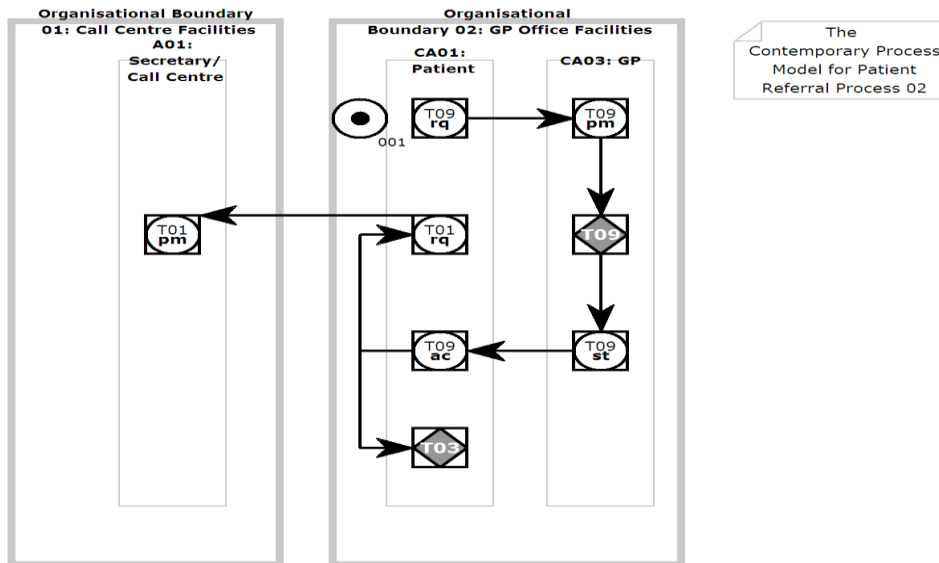 Organisational Boundary
01: Call Centre Facilities
A01:
Secretary/
Call Centre
Organisational
Boundary 02: GP Office Facilities
CA01:
Patient
CA03: GP
The
Contemporary Process
Model for Patient
Referral Process 02
001
T09
rq
T09
pm
T01
pm
T01
rq
T09
T09
ac
T09
st
T03